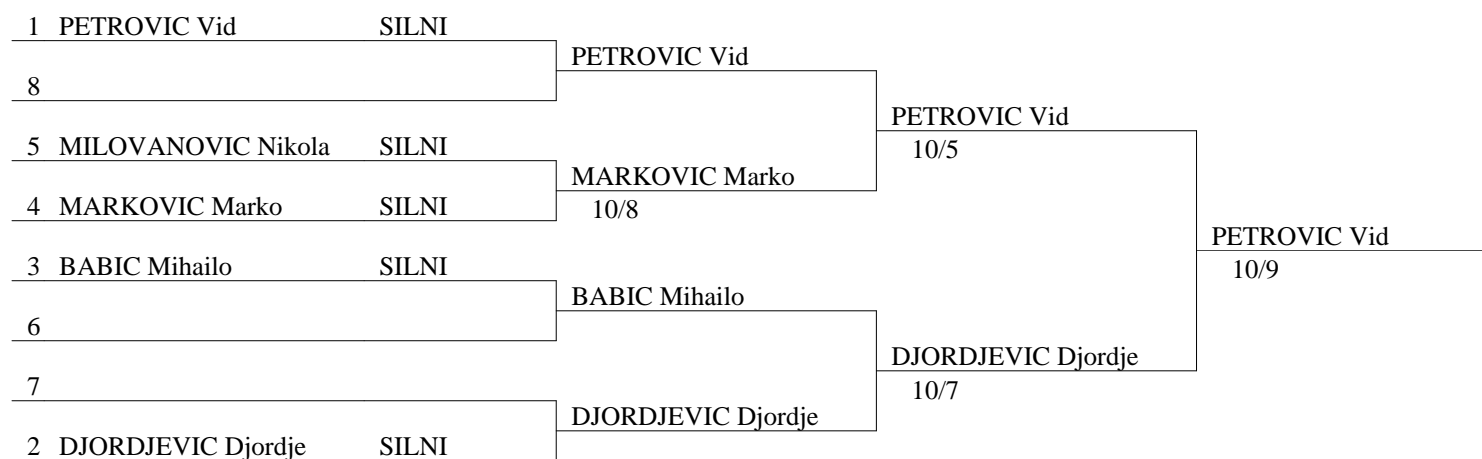 1 PETROVIC Vid SILNI
PETROVIC Vid
8
PETROVIC Vid
10/5
5 MILOVANOVIC Nikola SILNI
MARKOVIC Marko
10/8
4 MARKOVIC Marko SILNI
PETROVIC Vid
10/9
3 BABIC Mihailo SILNI
BABIC Mihailo
6
DJORDJEVIC Djordje
10/7
7
DJORDJEVIC Djordje
2 DJORDJEVIC Djordje SILNI